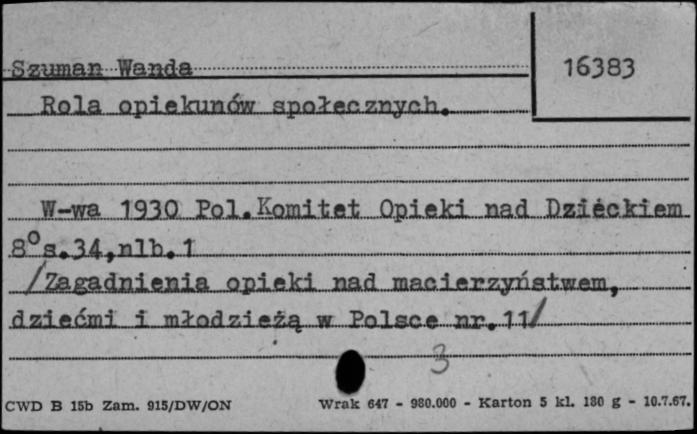 Szuman Wanda
16383
Rola opiekunów społecznych.
W-wa 1930 Pol.Komitet Opieki nad Dzieckiem
8° s.34,nlb.1
/Zagadnienia opieki nad macierzyństwem,
dziećmi i młodzieżą w Polsce nr.11/
3
CWD B 15b Zam. 915/DW/ON
Wrak 647 - 980.000 - Karton 5 kl. 180 g - 10.7.67.